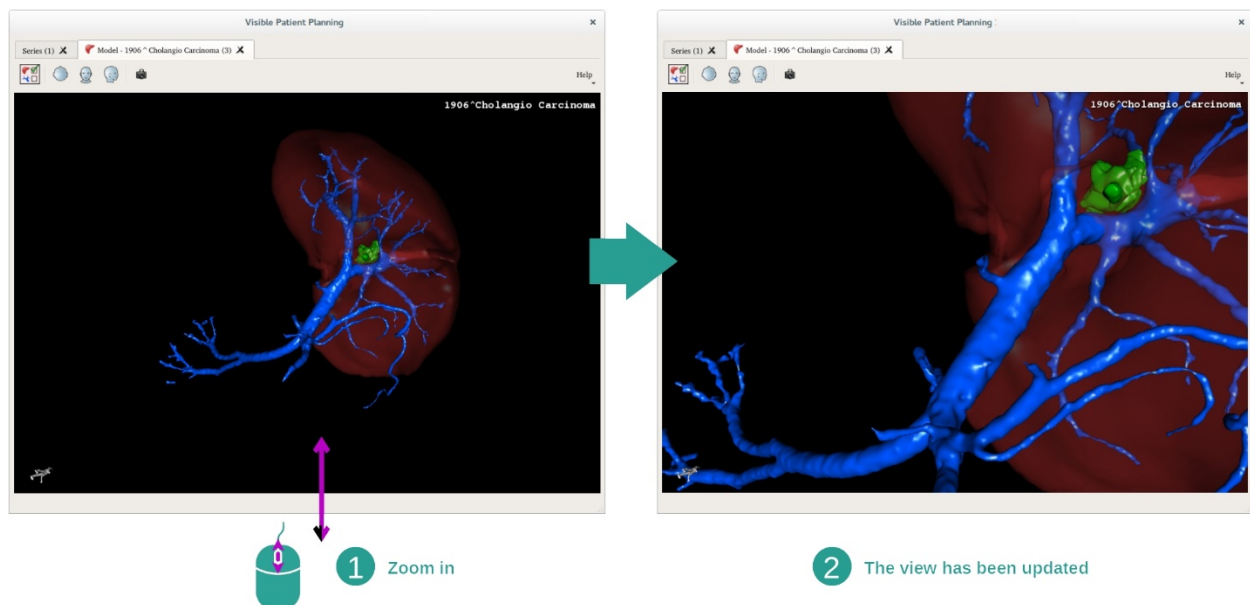 Visible Patient Planning
Series (1) Model - 1906 ^ Cholangio Carcinoma (3)
Help
1906^Cholangio Carcinoma
Visible Patient Planning
Series (1) Model - 1906 ^ Cholangio Carcinoma (3)
Help
1906^Cholangio Carcinoma
1 Zoom in
2 The view has been updated